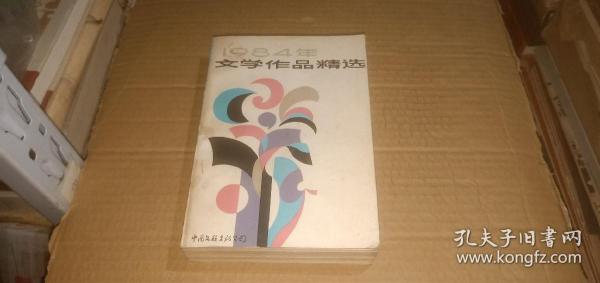 1984年
文学作品精选
中国文联出版公司
孔夫子旧书网
www.kongfz.com